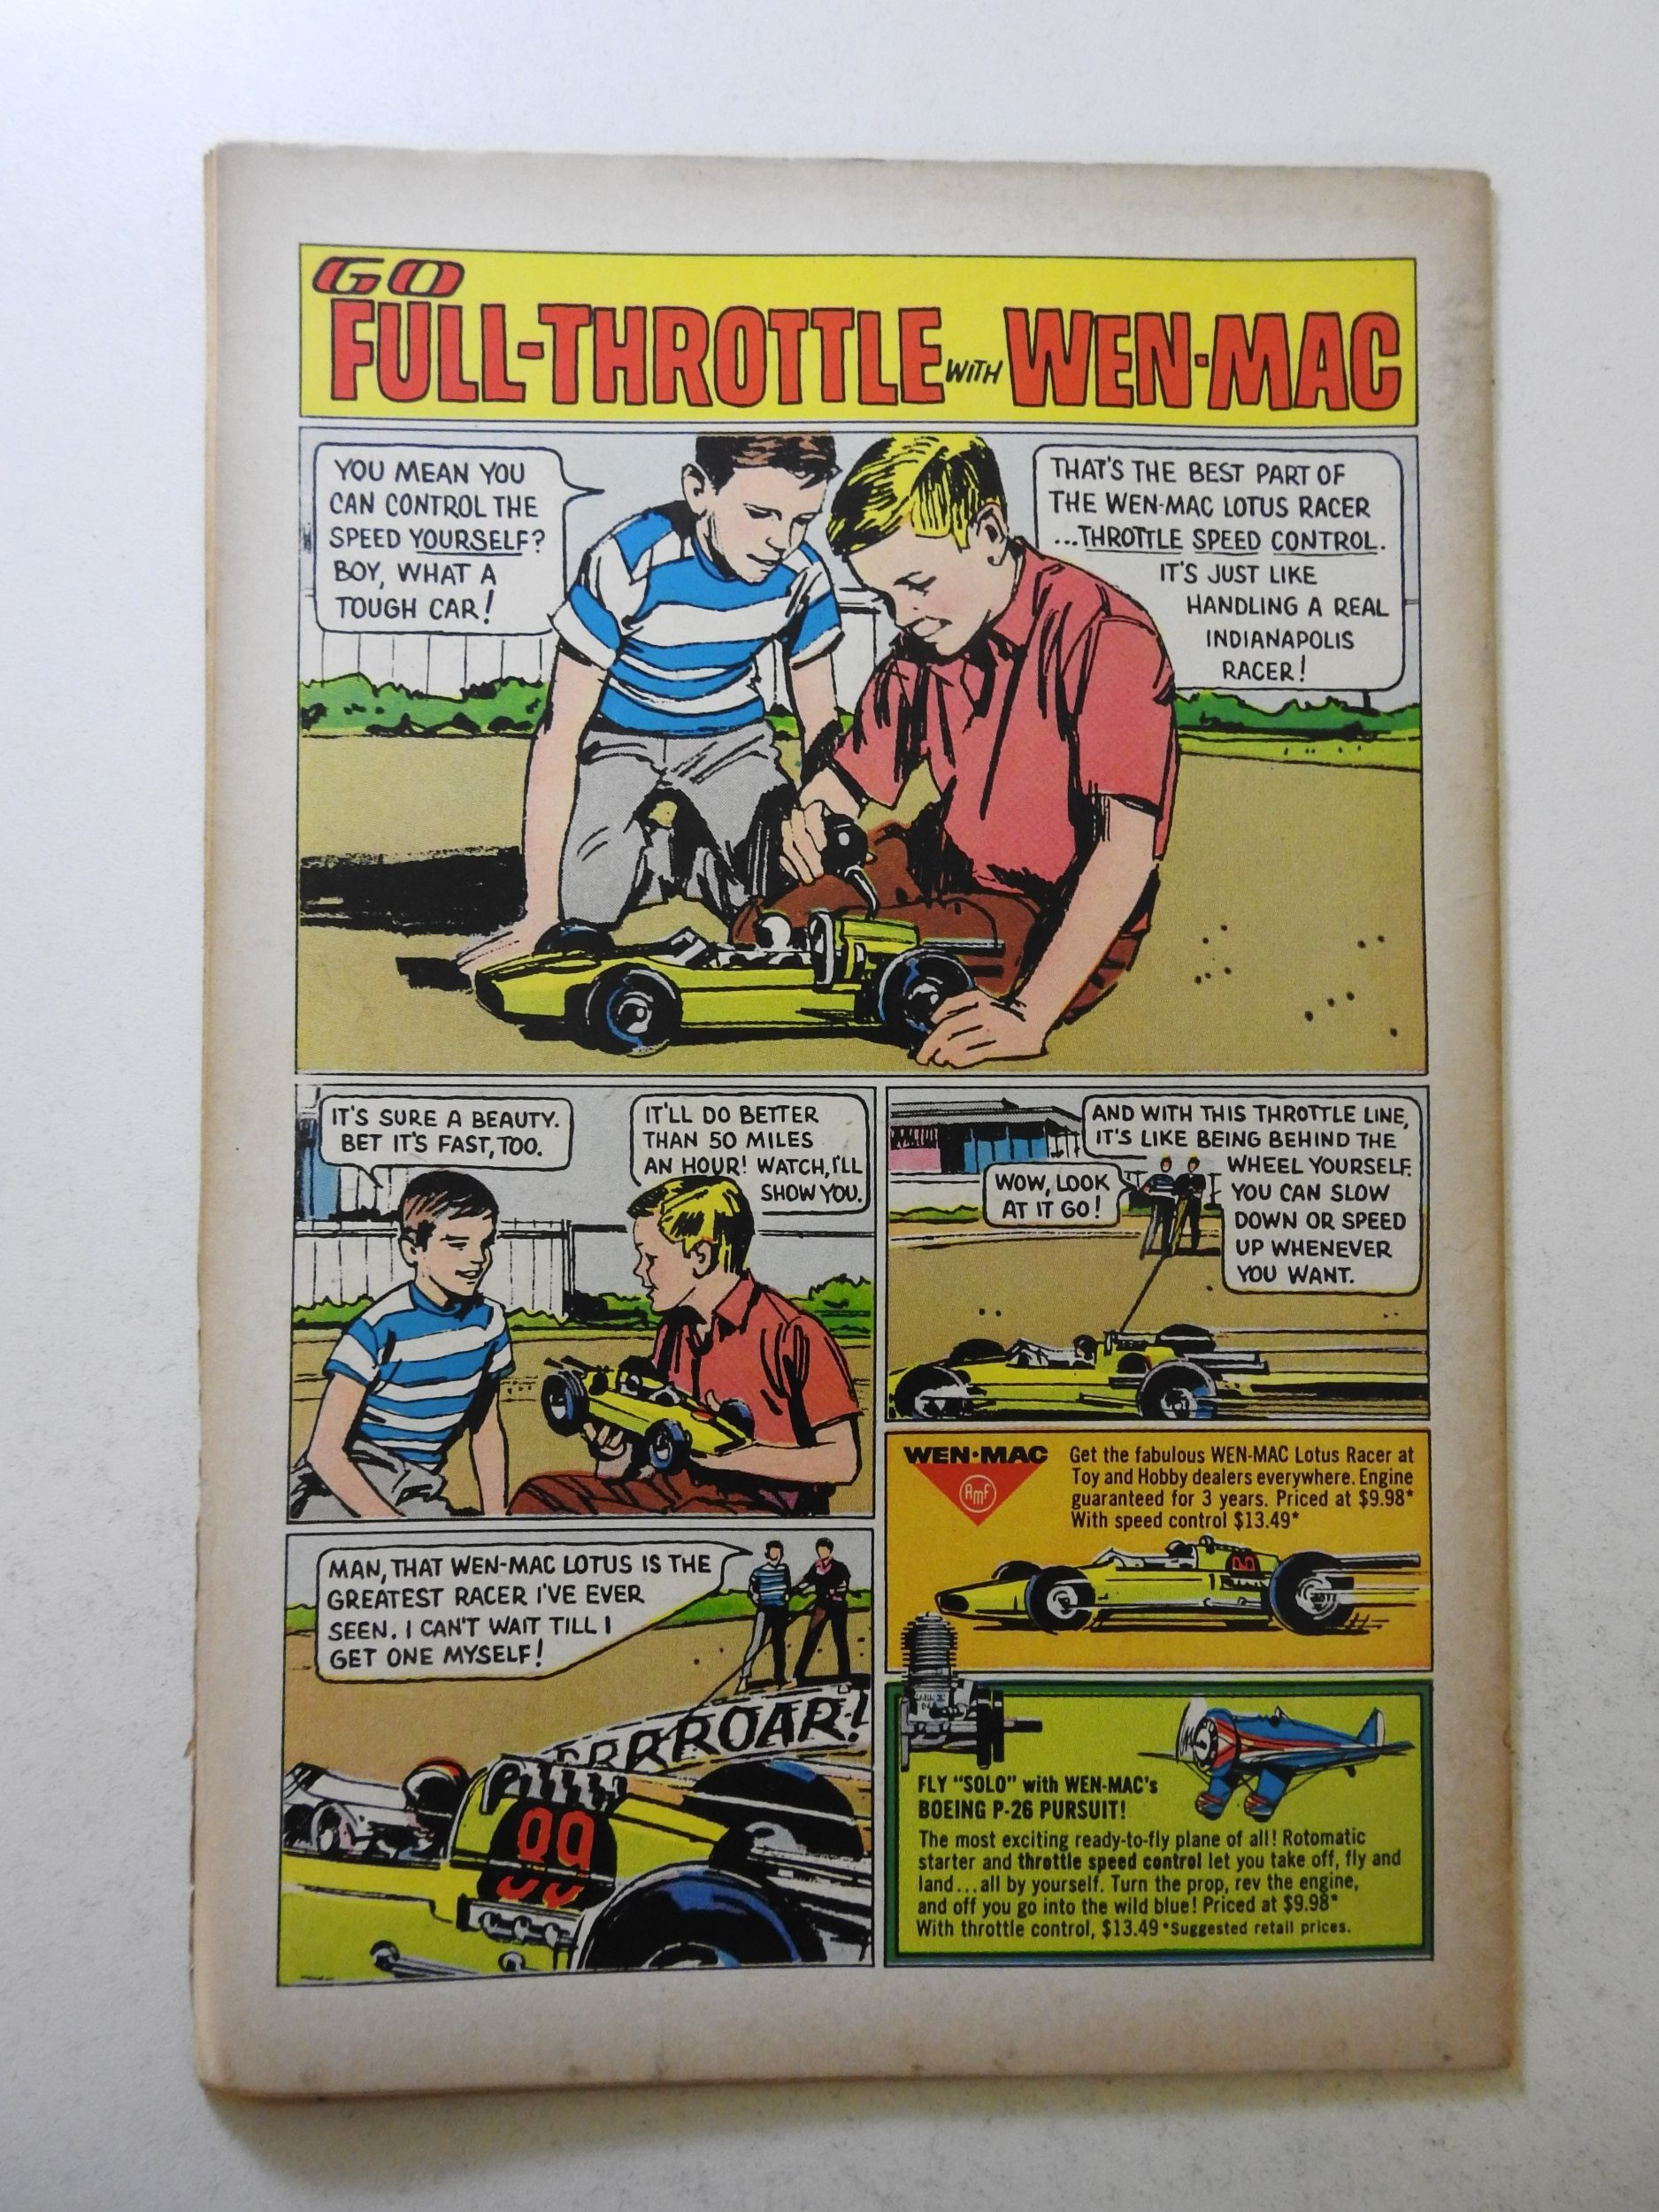 GO
FULL-THROTTLE WITH WEN-MAC
YOU MEAN YOU
CAN CONTROL THE
SPEED YOURSELF?
BOY, WHAT A
TOUGH CAR!
THAT'S THE BEST PART OF
THE WEN-MAC LOTUS RACER
...THROTTLE SPEED CONTROL.
IT'S JUST LIKE
HANDLING A REAL
INDIANAPOLIS
RACER!
IT'S SURE A BEAUTY.
BET IT'S FAST, TOO.
IT'LL DO BETTER
THAN 50 MILES
AN HOUR! WATCH, I'LL
SHOW YOU.
WOW, LOOK
AT IT GO!
AND WITH THIS THROTTLE LINE,
IT'S LIKE BEING BEHIND THE
WHEEL YOURSELF.
YOU CAN SLOW
DOWN OR SPEED
UP WHENEVER
YOU WANT.
MAN, THAT WEN-MAC LOTUS IS THE
GREATEST RACER I'VE EVER
SEEN. I CAN'T WAIT TILL I
GET ONE MYSELF!
RRRROAR!
99
WEN-MAC
AMF
Get the fabulous WEN-MAC Lotus Racer at
Toy and Hobby dealers everywhere. Engine
guaranteed for 3 years. Priced at $9.98*
With speed control $13.49*
FLY "SOLO" with WEN-MAC's
BOEING P-26 PURSUIT!
The most exciting ready-to-fly plane of all! Rotomatic
starter and throttle speed control let you take off, fly and
land...all by yourself. Turn the prop, rev the engine,
and off you go into the wild blue! Priced at $9.98*
With throttle control, $13.49 *Suggested retail prices.